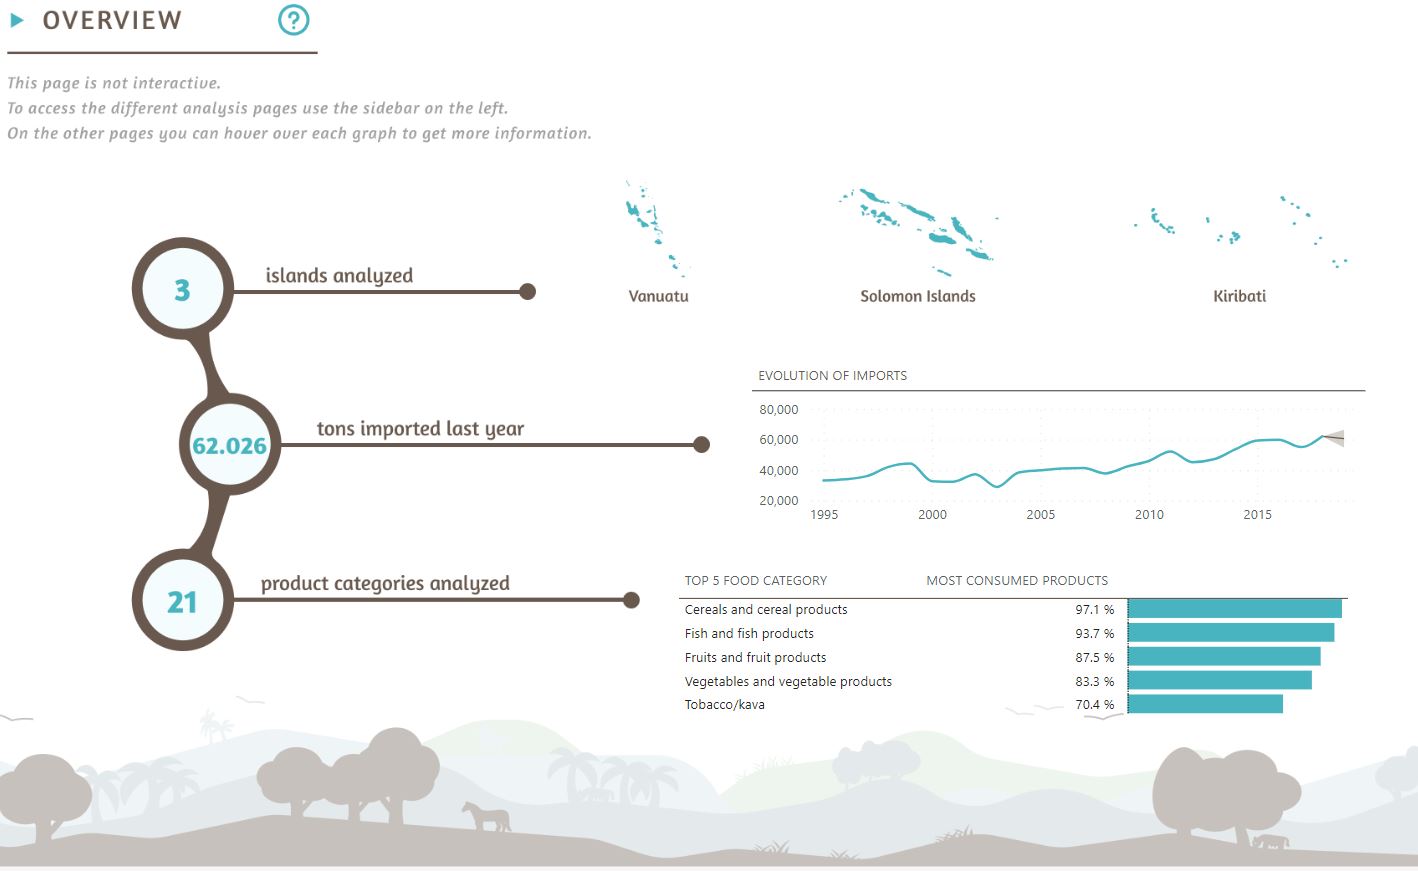 OVERVIEW ?
This page is not interactive.
To access the different analysis pages use the sidebar on the left.
On the other pages you can hover over each graph to get more information.
3
islands analyzed
Vanuatu
Solomon Islands
Kiribati
62.026
tons imported last year
EVOLUTION OF IMPORTS
80,000
60,000
40,000
20,000
1995 2000 2005 2010 2015
21
product categories analyzed
TOP 5 FOOD CATEGORY MOST CONSUMED PRODUCTS
Cereals and cereal products 97.1 %
Fish and fish products 93.7 %
Fruits and fruit products 87.5 %
Vegetables and vegetable products 83.3 %
Tobacco/kava 70.4 %